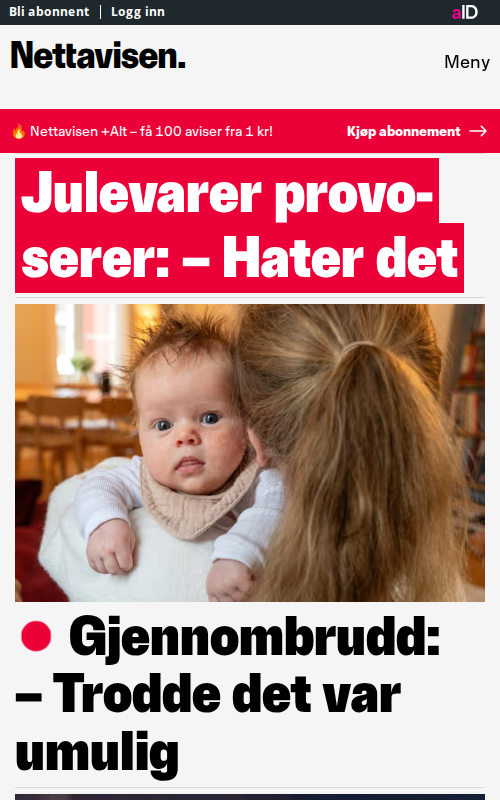 Bli abonnent | Logg inn
aID
Nettavisen.
Meny
🔥 Nettavisen +Alt – få 100 aviser fra 1 kr!
Kjøp abonnement →
Julevarer provo-
serer: – Hater det
Gjennombrudd:
– Trodde det var
umulig